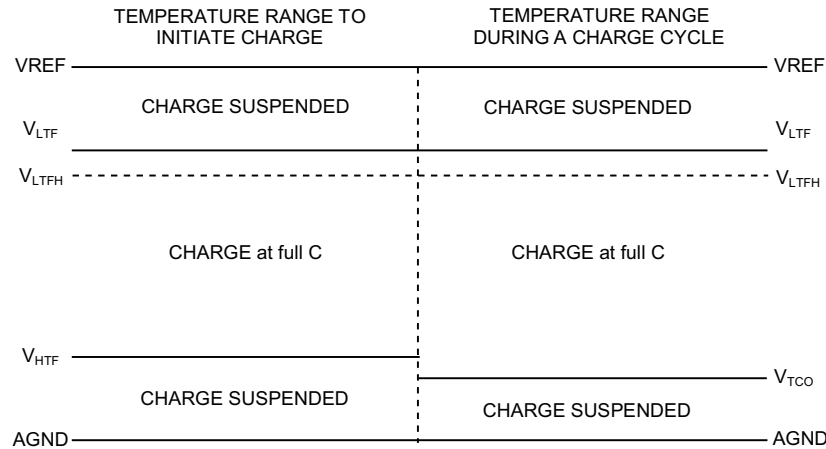 TEMPERATURE RANGE TO
INITIATE CHARGE
TEMPERATURE RANGE
DURING A CHARGE CYCLE
VREF
VREF
CHARGE SUSPENDED
CHARGE SUSPENDED
VLTF
VLTF
VLTFH
VLTFH
CHARGE at full C
CHARGE at full C
VHTF
VTCO
CHARGE SUSPENDED
CHARGE SUSPENDED
AGND
AGND